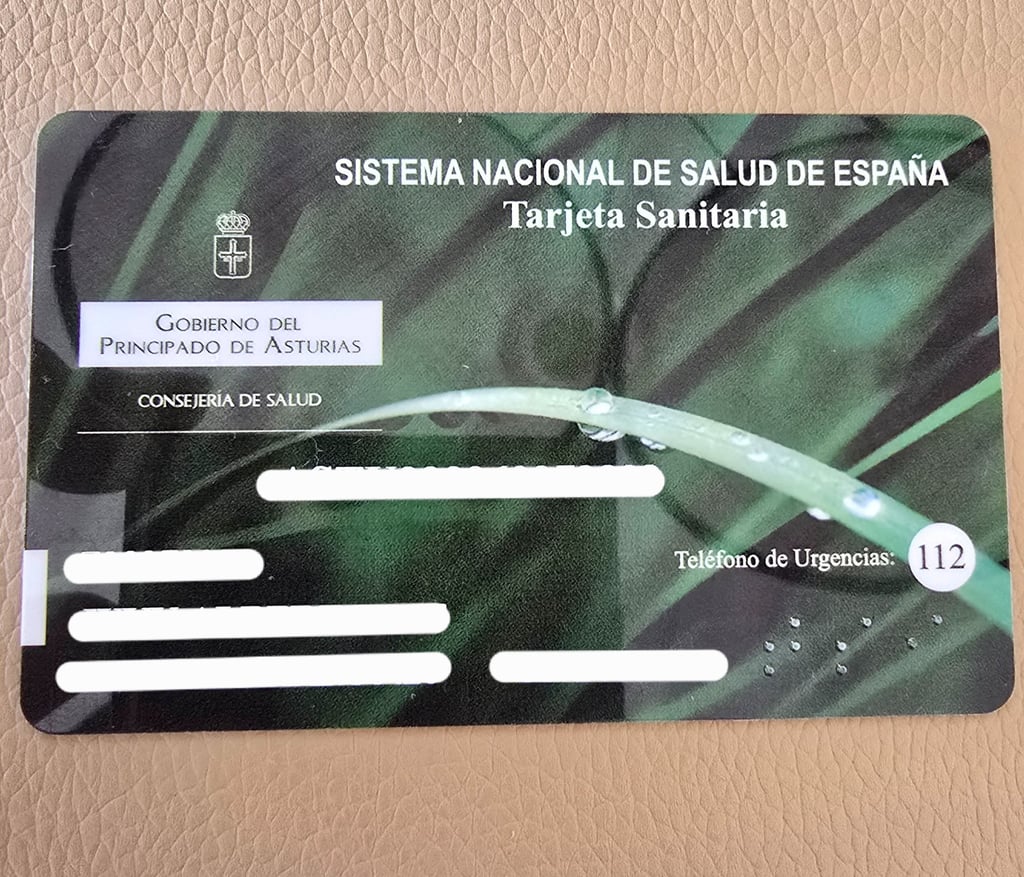 SISTEMA NACIONAL DE SALUD DE ESPAÑA
Tarjeta Sanitaria
GOBIERNO DEL
PRINCIPADO DE ASTURIAS
CONSEJERÍA DE SALUD
Teléfono de Urgencias: 112